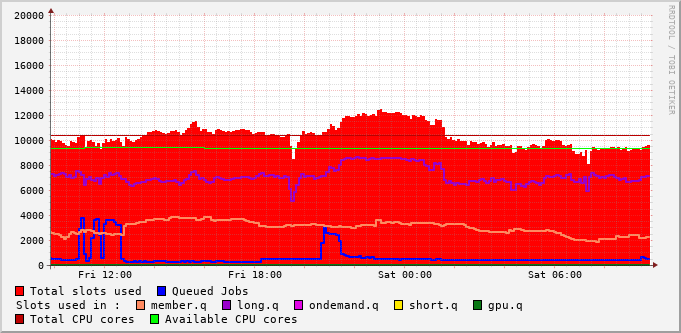 20000
18000
16000
14000
12000
10000
8000
6000
4000
2000
0
Fri 12:00 Fri 18:00 Sat 00:00 Sat 06:00
Total slots used Queued Jobs
Slots used in : member.q long.q ondemand.q short.q gpu.q
Total CPU cores Available CPU cores
RRDTOOL / TOBI OETIKER